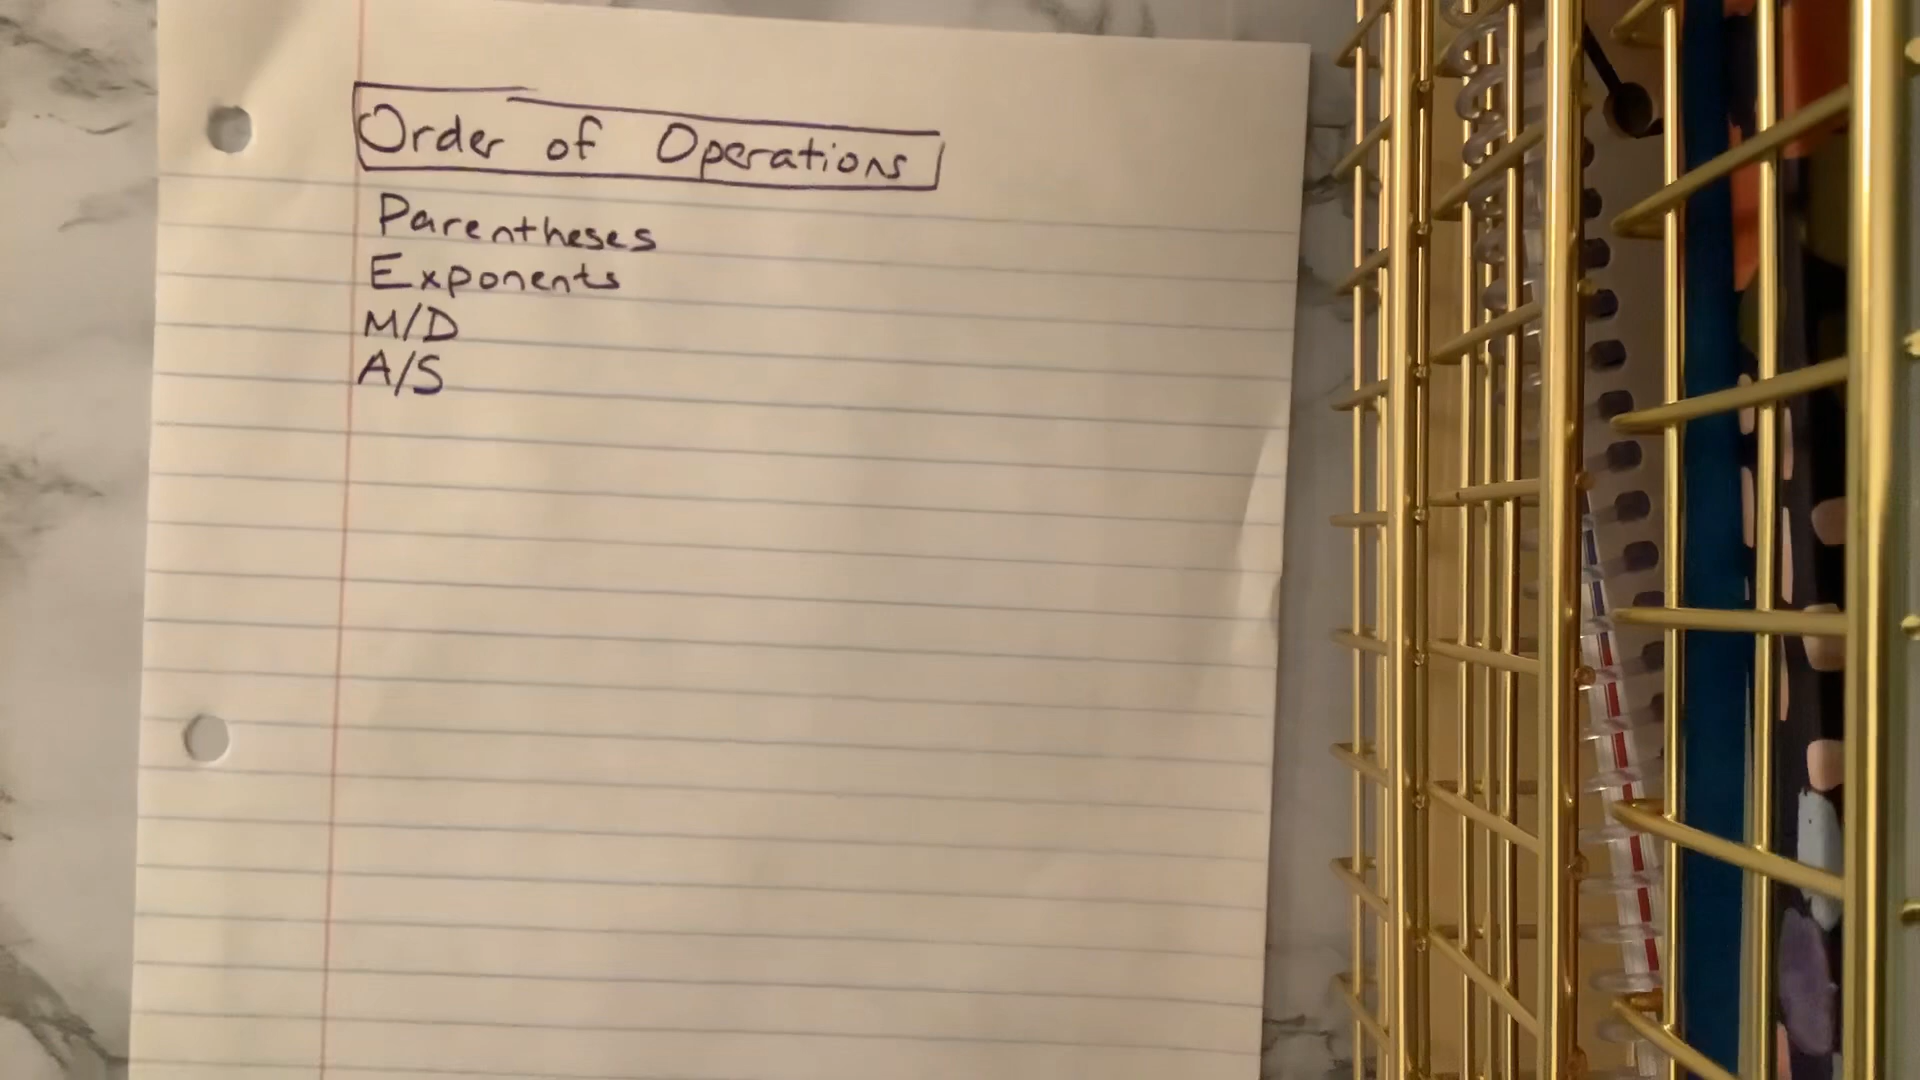 Order of Operations
Parentheses
Exponents
M/D
A/S